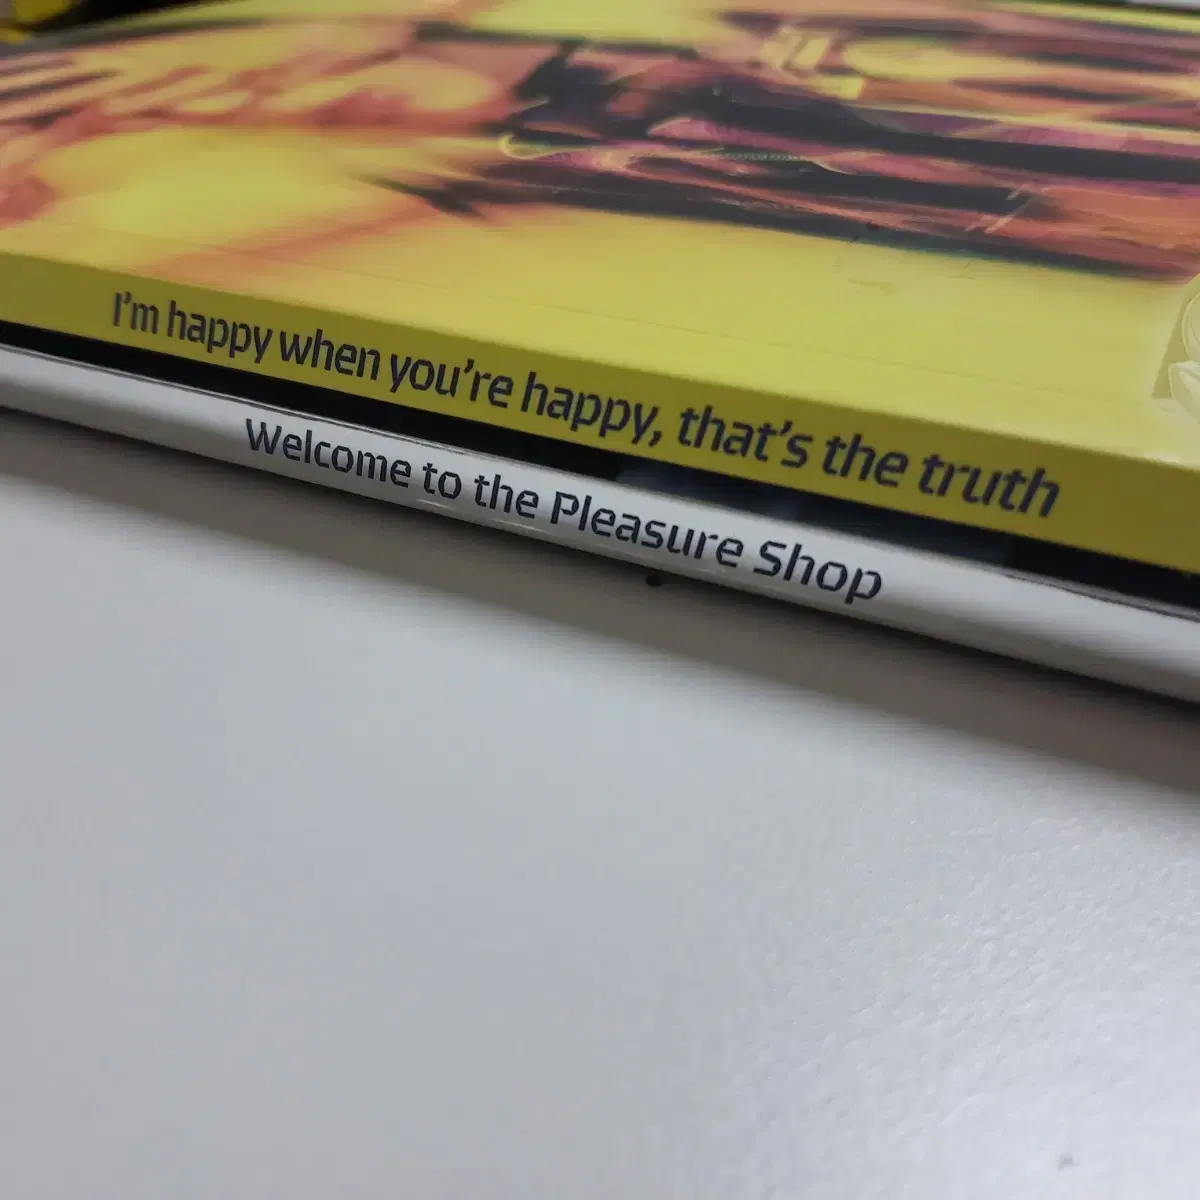 I'm happy when you're happy, that's the truth
Welcome to the Pleasure Shop